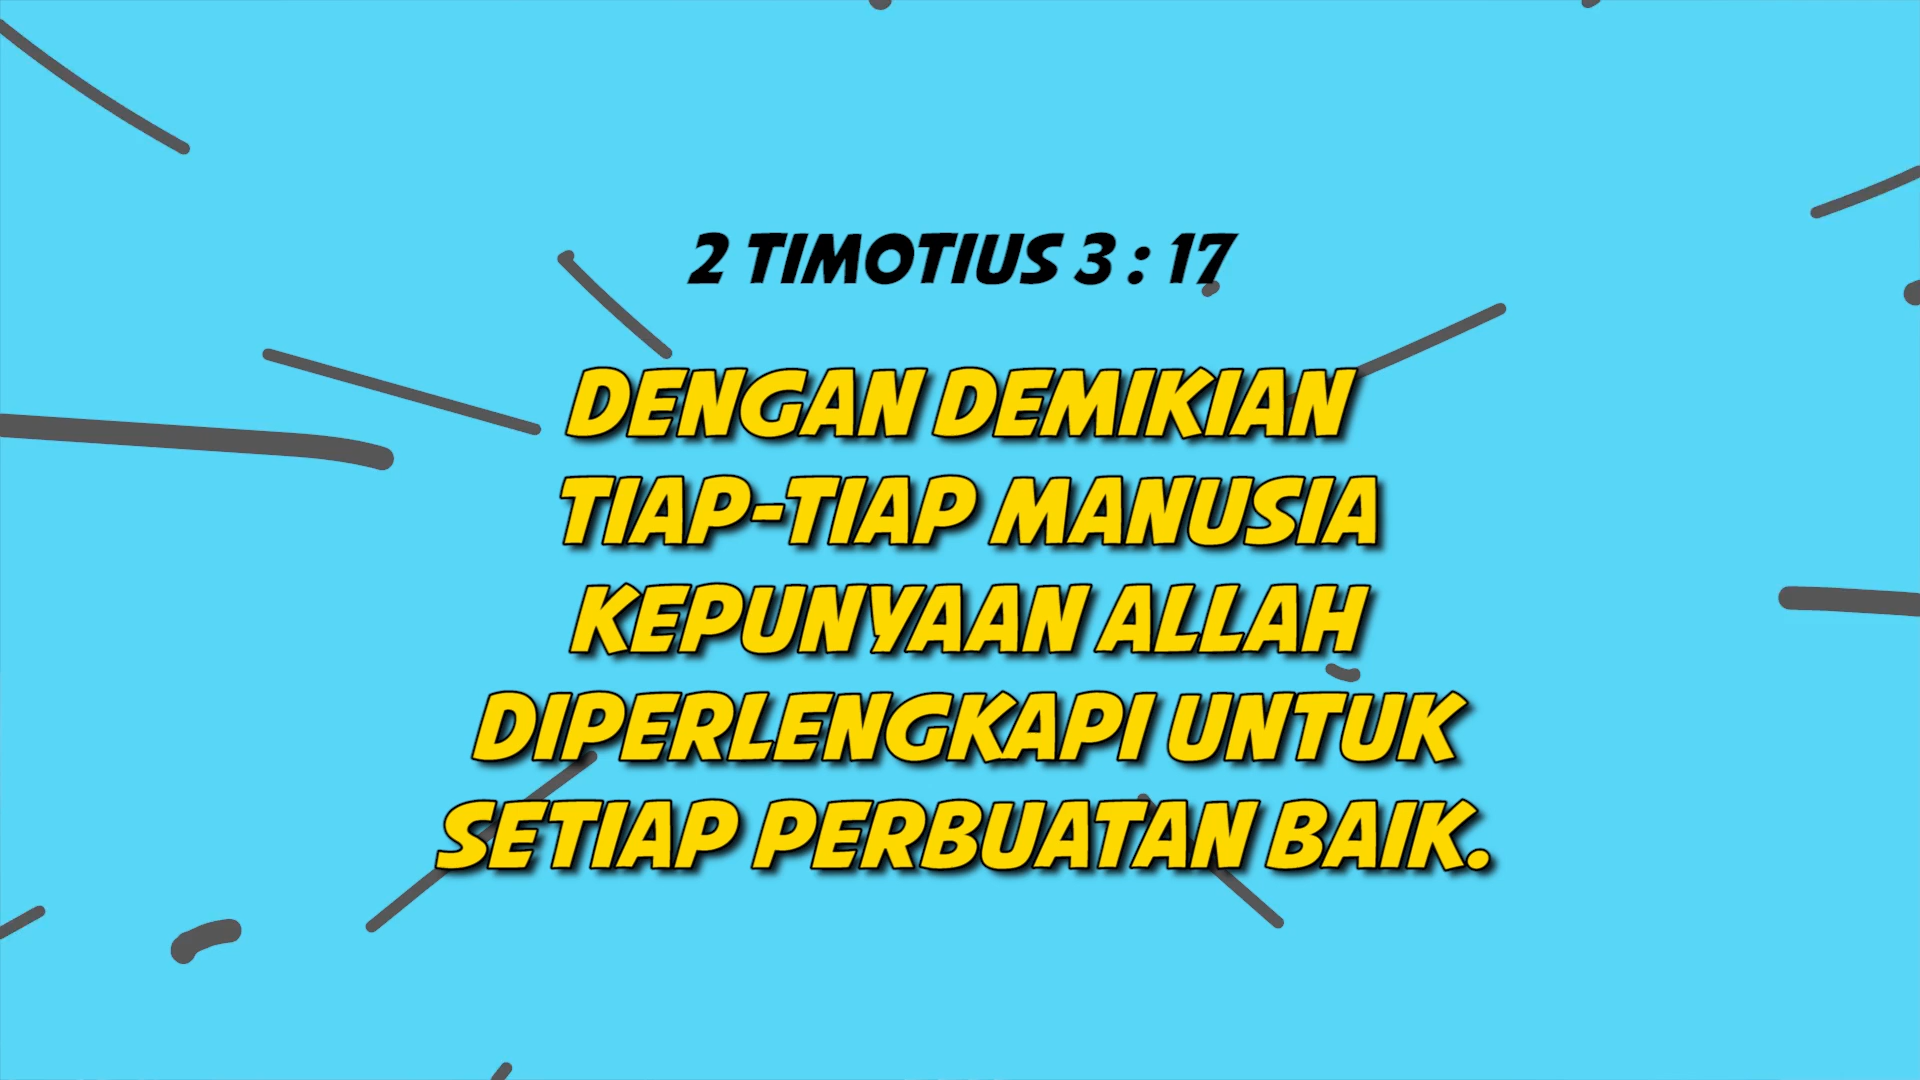 2 TIMOTIUS 3 : 17
DENGAN DEMIKIAN
TIAP-TIAP MANUSIA
KEPUNYAAN ALLAH
DIPERLENGKAPI UNTUK
SETIAP PERBUATAN BAIK.